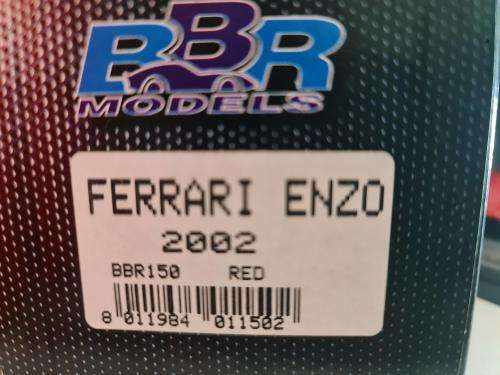 BBR
MODELS
FERRARI ENZO
2002
BBR150 RED
8 011984 011502